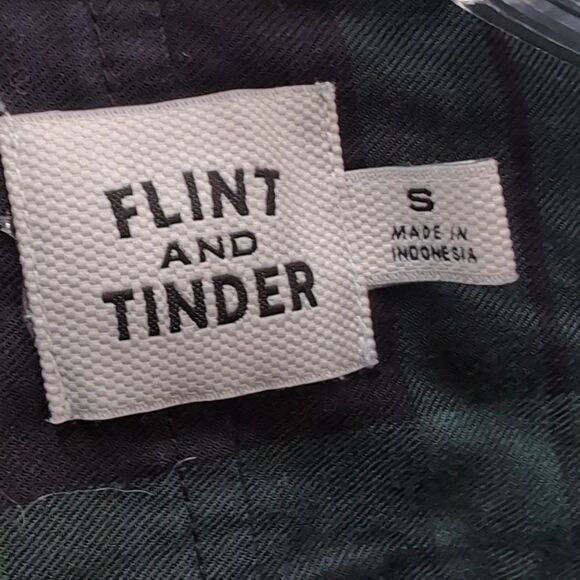 FLINT
AND
TINDER
S
MADE IN
INDONESIA